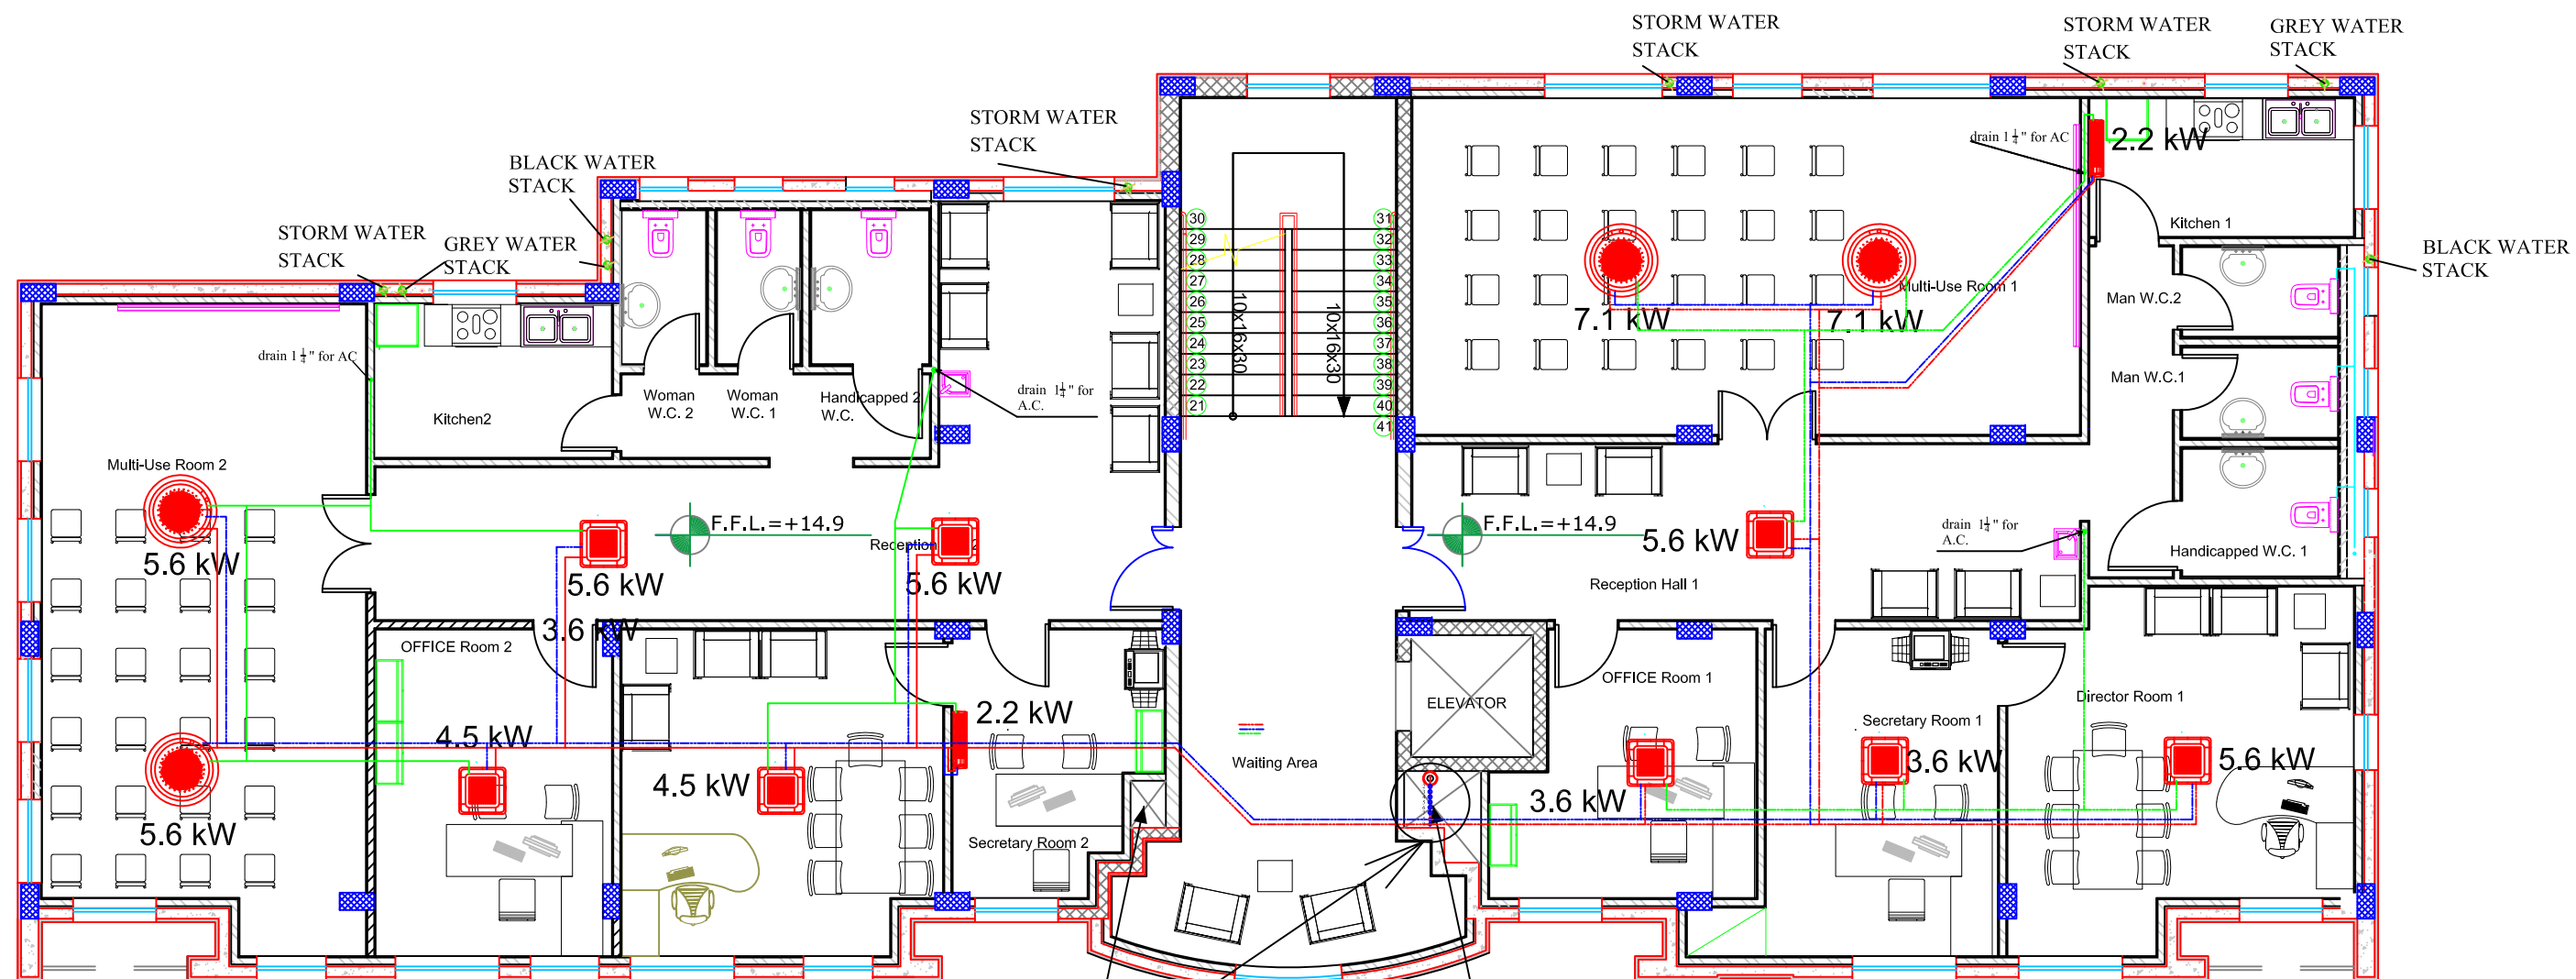 STORM WATER
STACK
STORM WATER
STACK
GREY WATER
STACK
STORM WATER
STACK
BLACK WATER
STACK
STORM WATER
STACK
GREY WATER
STACK
BLACK WATER
STACK
drain 1¼" for AC
2.2 kW
Kitchen 1
Man W.C.2
Man W.C.1
Handicapped W.C. 1
Multi-Use Room 1
7.1 kW
7.1 kW
30
29
28
27
26
25
24
23
22
21
31
32
33
34
35
36
37
38
39
40
41
10x16x30
10x16x30
drain 1¼" for AC
Kitchen2
Woman
W.C. 2
Woman
W.C. 1
Handicapped 2
W.C.
drain 1¼" for
A.C.
Multi-Use Room 2
5.6 kW
5.6 kW
F.F.L.=+14.9
Reception
5.6 kW
F.F.L.=+14.9
5.6 kW
Reception Hall 1
drain 1¼" for
A.C.
3.6 kW
OFFICE Room 2
4.5 kW
4.5 kW
2.2 kW
Secretary Room 2
5.6 kW
Waiting Area
ELEVATOR
OFFICE Room 1
3.6 kW
Secretary Room 1
3.6 kW
Director Room 1
5.6 kW